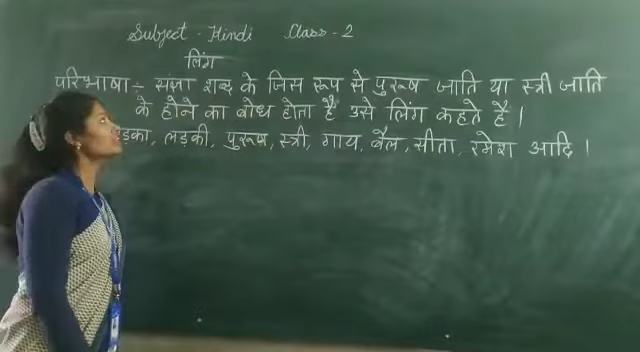 Subject - Hindi Class - 2
लिंग
परिभाषा ÷ संज्ञा शब्द के जिस रूप से पुरूष जाति या स्त्री जाति
के होने का बोध होता है उसे लिंग कहते है।
ड़का, लड़की, पुरूष, स्त्री, गाय, बैल, सीता, रमेश आदि।